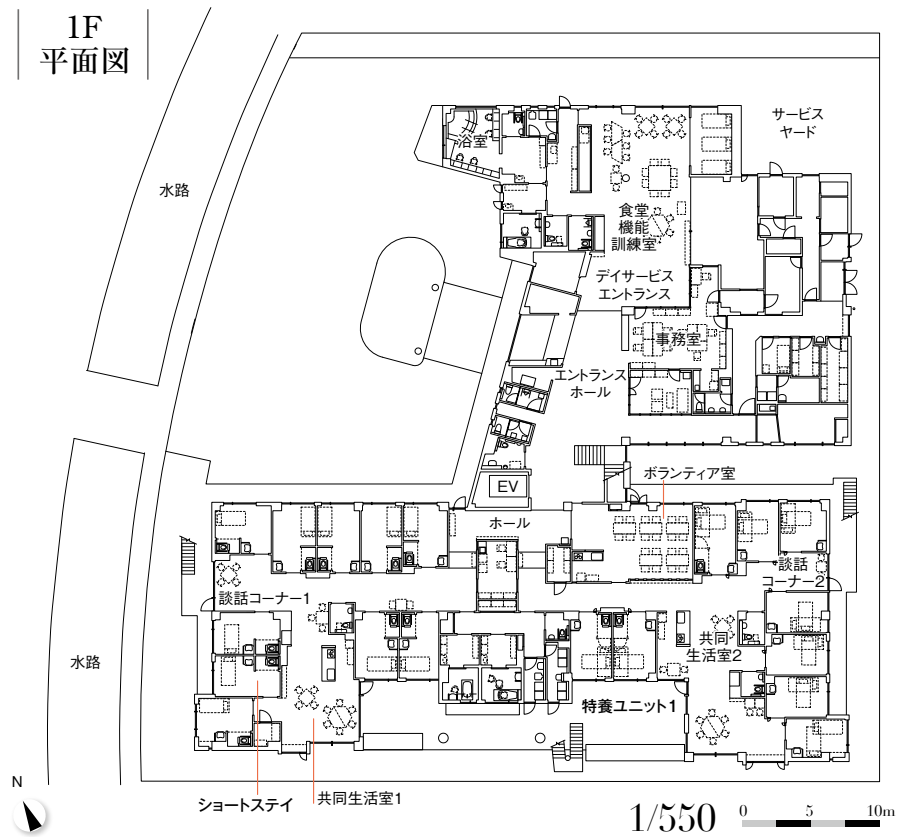 1F
平面図
サービス
ヤード
浴室
水路
食堂
機能
訓練室
デイサービス
エントランス
事務室
エントランス
ホール
ボランティア室
EV
ホール
談話
コーナー2
談話コーナー1
共同
生活室2
水路
特養ユニット1
N
ショートステイ
共同生活室1
1/550
0 5 10m